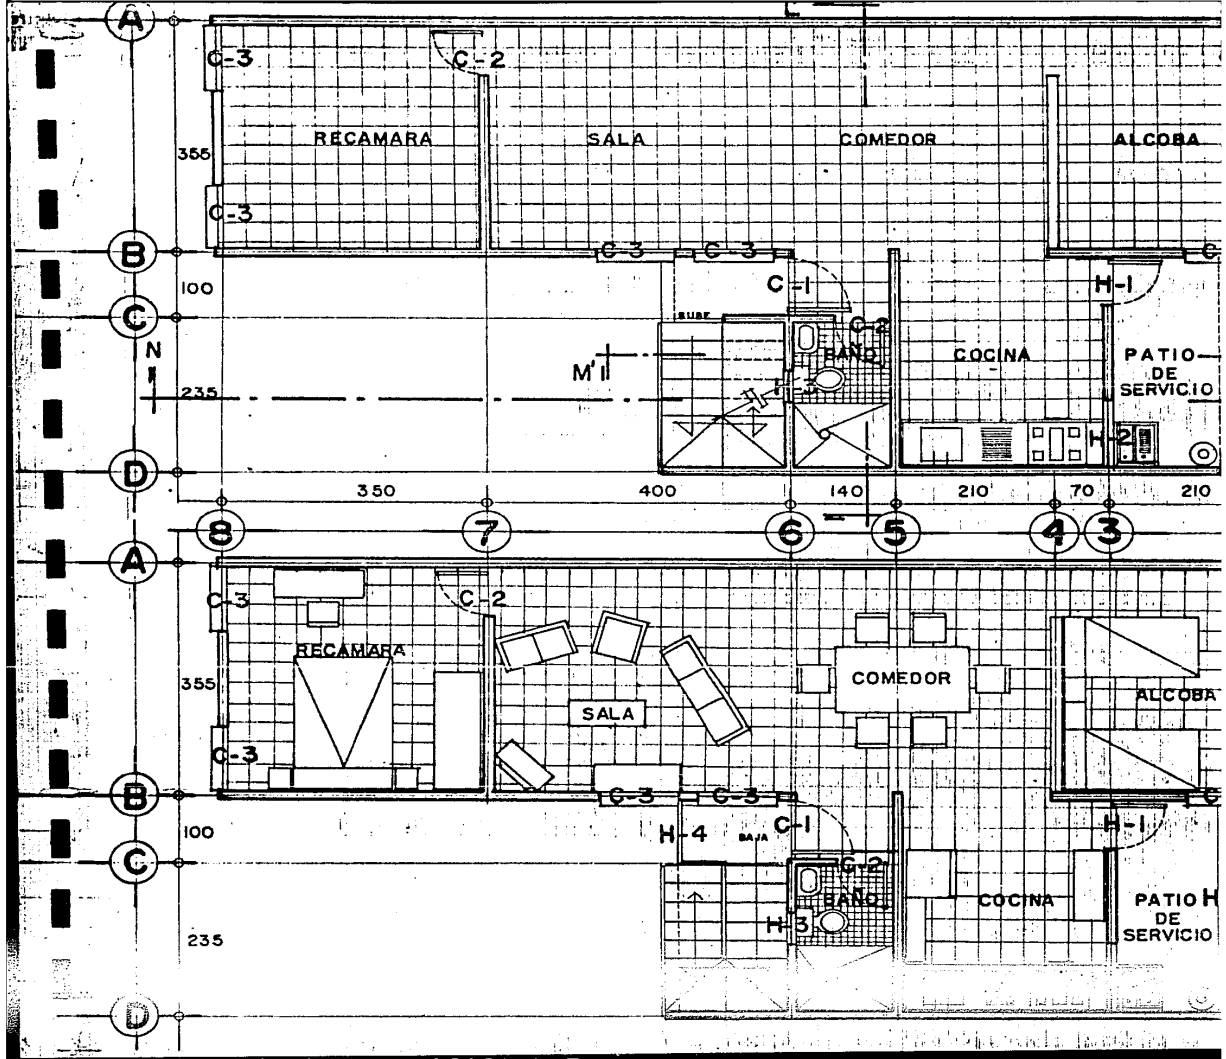 A
C-3
C-2
RECAMARA
SALA
COMEDOR
ALCOBA
355
C-3
B
C-3
C-3
C
100
C-1
H-1
C
SUBE
C-2
N
BAÑO
COCINA
PATIO
DE
SERVICIO
M'1
235
H-2
D
350
400
140
210
70
210
8
7
6
5
4
3
A
C-3
C-2
RECAMARA
COMEDOR
355
ALCOBA
SALA
C-3
B
C-3
C-3
C
100
H-4
BAJA
C-1
H-1
C
C-2
BAÑO
COCINA
PATIO
H
DE
SERVICIO
H-3
235
D